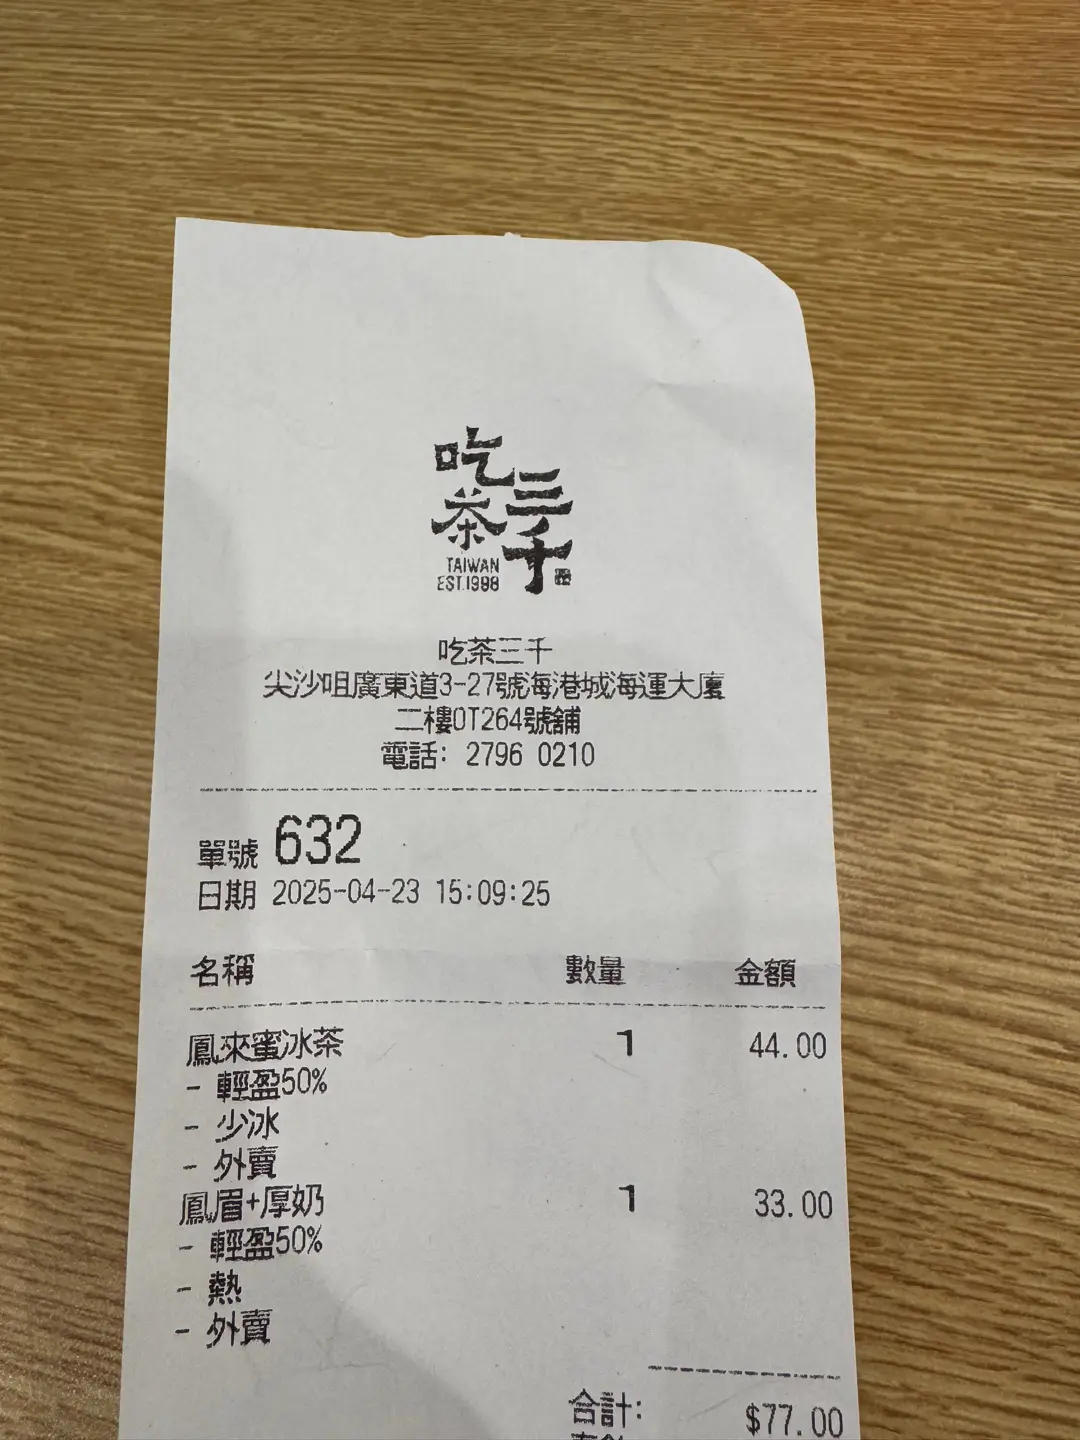 吃茶三千
TAIWAN
EST.1998
吃茶三千
尖沙咀廣東道3-27號海港城海運大廈
二樓OT264號舖
電話: 2796 0210
單號 632
日期 2025-04-23 15:09:25
名稱 數量 金額
鳳來蜜冰茶 1 44.00
- 輕盈50%
- 少冰
- 外賣
鳳眉+厚奶 1 33.00
- 輕盈50%
- 熱
- 外賣
合計: $77.00